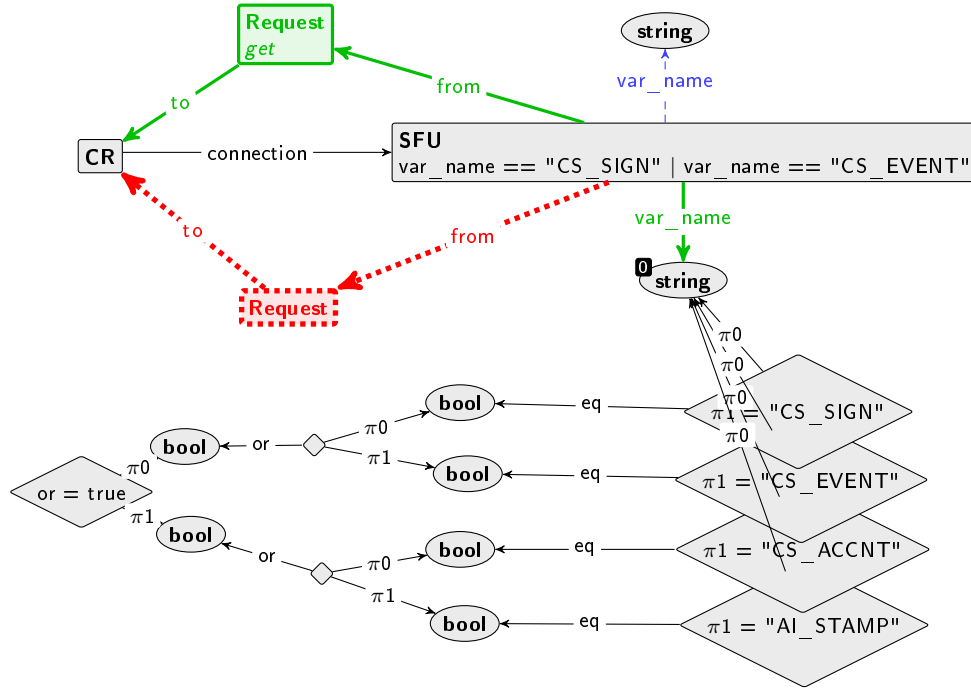 Request
get
string
var_name
from
to
CR
connection
SFU
var_name == "CS_SIGN" | var_name == "CS_EVENT"
var_name
to
from
0
string
Request
π0
π0
π0
π0
bool
eq
π1 = "CS_SIGN"
π0
bool
or
π1
π0
bool
eq
π1 = "CS_EVENT"
or = true
π1
bool
or
π0
bool
eq
π1 = "CS_ACCNT"
π1
bool
eq
π1 = "AI_STAMP"